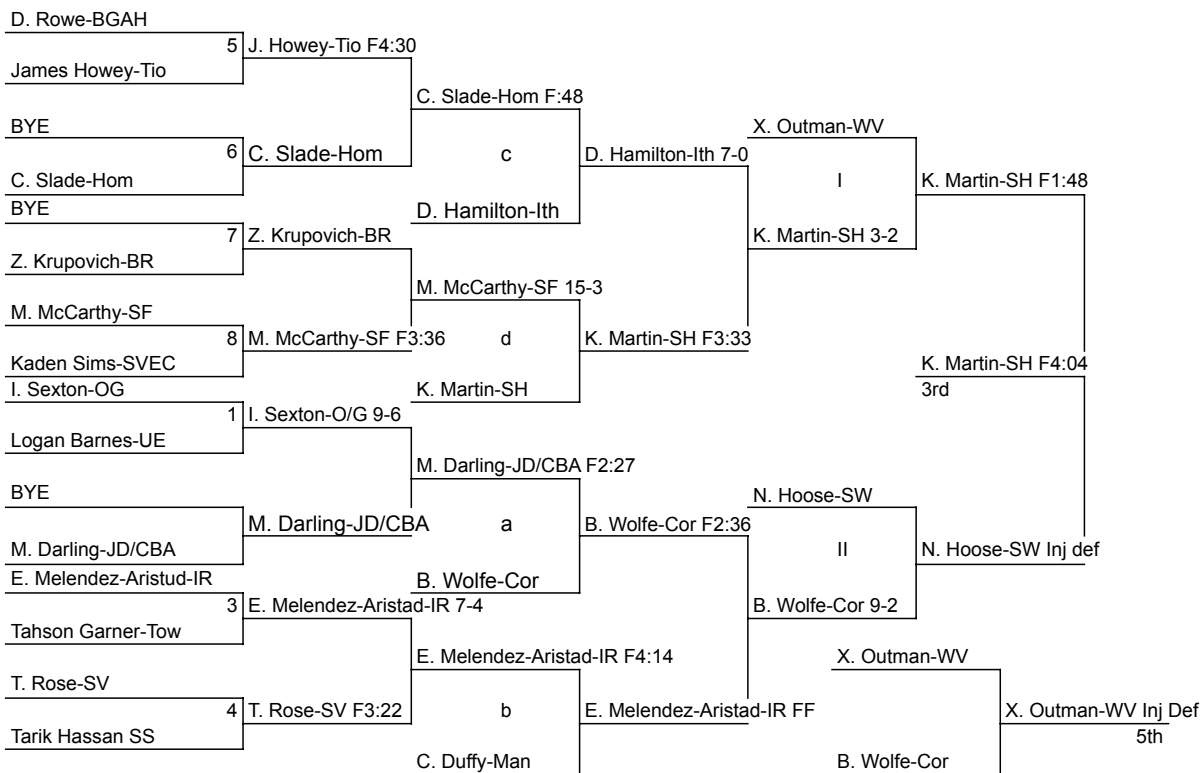 D. Rowe-BGAH
5 J. Howey-Tio F4:30
James Howey-Tio
C. Slade-Hom F:48
BYE
X. Outman-WV
6 C. Slade-Hom
c
D. Hamilton-Ith 7-0
C. Slade-Hom
I
K. Martin-SH F1:48
BYE
D. Hamilton-Ith
7 Z. Krupovich-BR
K. Martin-SH 3-2
Z. Krupovich-BR
M. McCarthy-SF 15-3
M. McCarthy-SF
8 M. McCarthy-SF F3:36
d
K. Martin-SH F3:33
Kaden Sims-SVEC
K. Martin-SH F4:04
I. Sexton-OG
K. Martin-SH
3rd
1 I. Sexton-O/G 9-6
Logan Barnes-UE
M. Darling-JD/CBA F2:27
BYE
N. Hoose-SW
M. Darling-JD/CBA
a
B. Wolfe-Cor F2:36
M. Darling-JD/CBA
II
N. Hoose-SW Inj def
E. Melendez-Aristud-IR
B. Wolfe-Cor
3 E. Melendez-Aristad-IR 7-4
B. Wolfe-Cor 9-2
Tahson Garner-Tow
E. Melendez-Aristad-IR F4:14
X. Outman-WV
T. Rose-SV
4 T. Rose-SV F3:22
b
E. Melendez-Aristad-IR FF
X. Outman-WV Inj Def
Tarik Hassan SS
5th
C. Duffy-Man
B. Wolfe-Cor